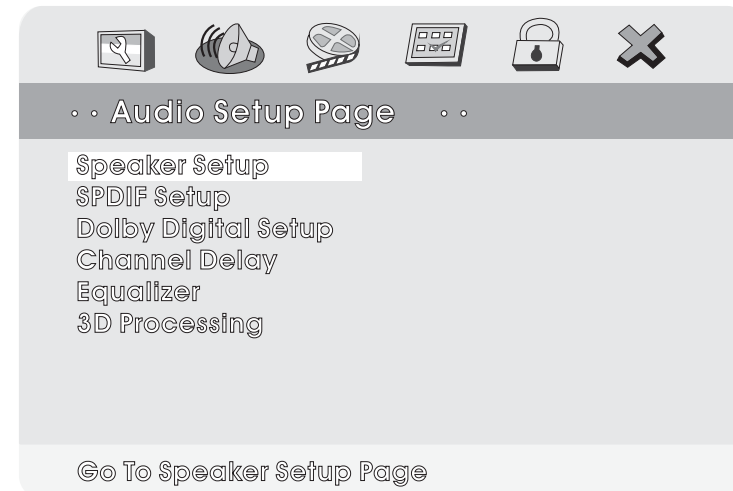 ·· Audio Setup Page ··
Speaker Setup
SPDIF Setup
Dolby Digital Setup
Channel Delay
Equalizer
3D Processing
Go To Speaker Setup Page